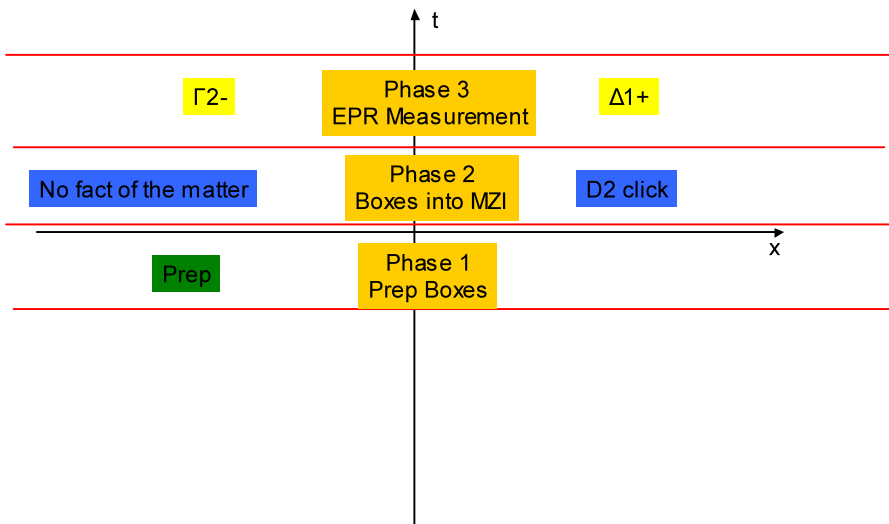 t
Γ2-
Phase 3
EPR Measurement
Δ1+
No fact of the matter
Phase 2
Boxes into MZI
D2 click
x
Prep
Phase 1
Prep Boxes